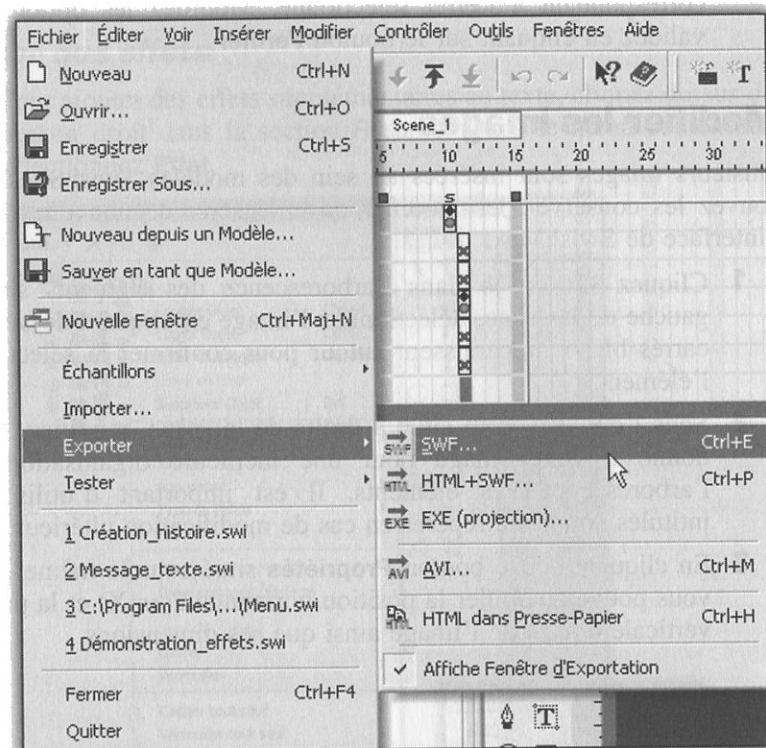 Fichier Éditer Voir Insérer Modifier Contrôler Outils Fenêtres Aide
Nouveau Ctrl+N
Ouvrir... Ctrl+O
Enregistrer Ctrl+S
Enregistrer Sous...
Nouveau depuis un Modèle...
Sauver en tant que Modèle...
Nouvelle Fenêtre Ctrl+Maj+N
Échantillons
Importer...
Exporter
Tester
1 Création_histoire.swi
2 Message_texte.swi
3 C:\Program Files\...\Menu.swi
4 Démonstration_effets.swi
Fermer Ctrl+F4
Quitter
Scene_1
5 10 15 20 25 30
S
SWF SWF... Ctrl+E
HTML HTML+SWF... Ctrl+P
EXE EXE (projection)...
AVI AVI... Ctrl+M
HTML dans Presse-Papier Ctrl+H
Affiche Fenêtre d'Exportation
T